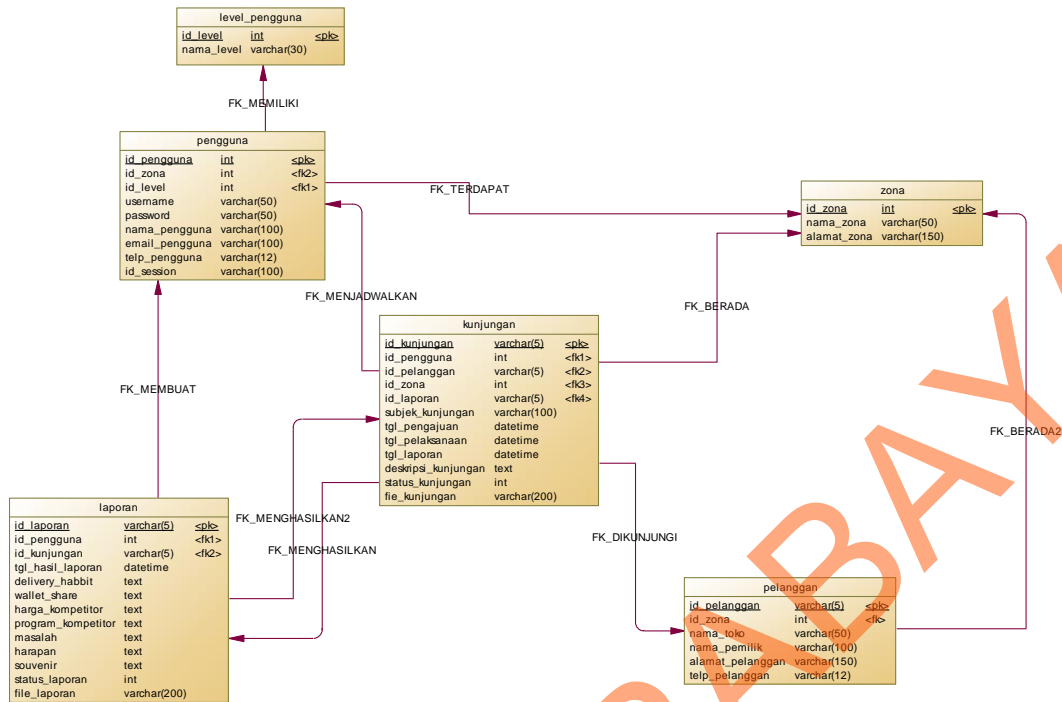 level_pengguna
id_level int <pk>
nama_level varchar(30)
FK_MEMILIKI
pengguna
id_pengguna int <pk>
id_zona int <fk2>
id_level int <fk1>
username varchar(50)
password varchar(50)
nama_pengguna varchar(100)
email_pengguna varchar(100)
telp_pengguna varchar(12)
id_session varchar(100)
FK_TERDAPAT
zona
id_zona int <pk>
nama_zona varchar(50)
alamat_zona varchar(150)
FK_MENJADWALKAN
FK_BERADA
kunjungan
id_kunjungan varchar(5) <pk>
id_pengguna int <fk1>
id_pelanggan varchar(5) <fk2>
id_zona int <fk3>
id_laporan varchar(5) <fk4>
subjek_kunjungan varchar(100)
tgl_pengajuan datetime
tgl_pelaksanaan datetime
tgl_laporan datetime
deskripsi_kunjungan text
status_kunjungan int
fie_kunjungan varchar(200)
FK_MEMBUAT
FK_BERADA2
laporan
id_laporan varchar(5) <pk>
id_pengguna int <fk1>
id_kunjungan varchar(5) <fk2>
tgl_hasil_laporan datetime
delivery_habbit text
wallet_share text
harga_kompetitor text
program_kompetitor text
masalah text
harapan text
souvenir text
status_laporan int
file_laporan varchar(200)
FK_MENGHASILKAN2
FK_MENGHASILKAN
FK_DIKUNJUNGI
pelanggan
id_pelanggan varchar(5) <pk>
id_zona int <fk>
nama_toko varchar(50)
nama_pemilik varchar(100)
alamat_pelanggan varchar(150)
telp_pelanggan varchar(12)
RABAYA